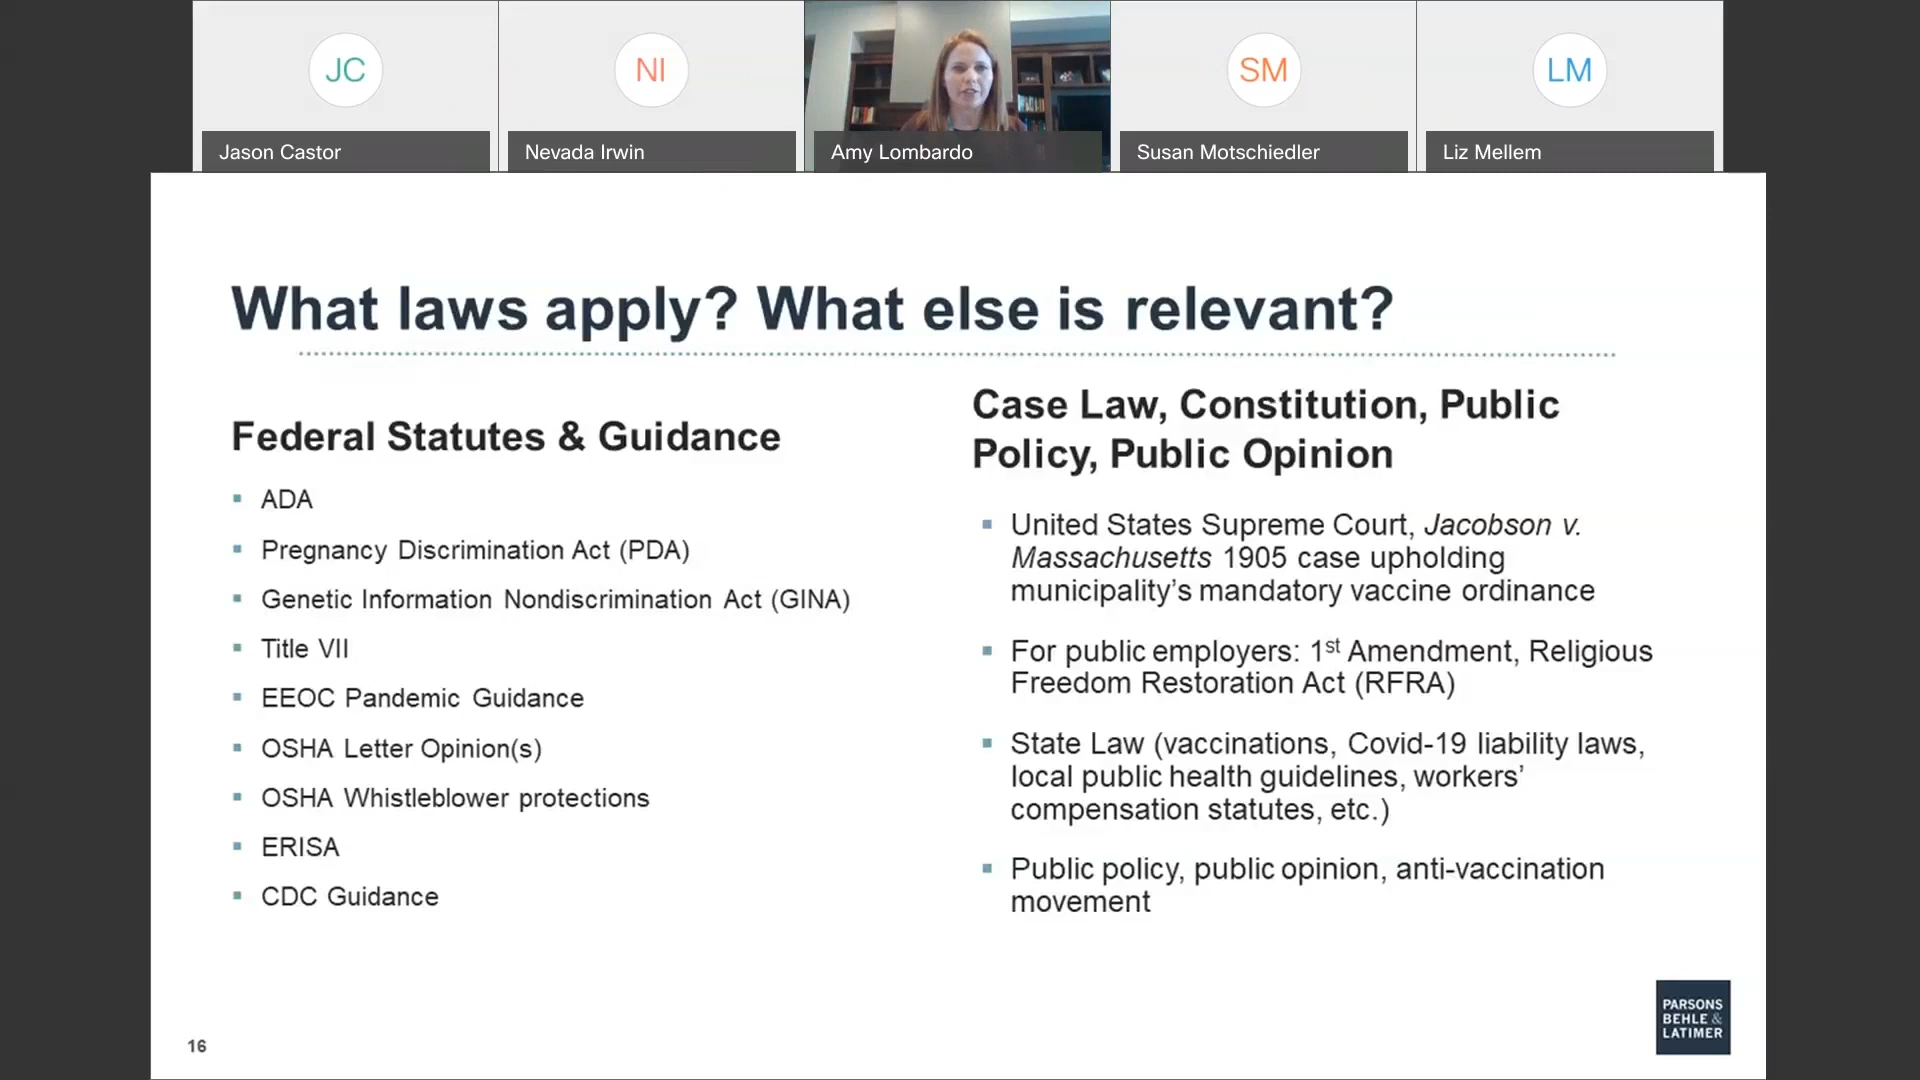 JC
NI
SM
LM
Jason Castor
Nevada Irwin
Amy Lombardo
Susan Motschiedler
Liz Mellem
What laws apply? What else is relevant?
Federal Statutes & Guidance
ADA
Pregnancy Discrimination Act (PDA)
Genetic Information Nondiscrimination Act (GINA)
Title VII
EEOC Pandemic Guidance
OSHA Letter Opinion(s)
OSHA Whistleblower protections
ERISA
CDC Guidance
Case Law, Constitution, Public
Policy, Public Opinion
United States Supreme Court, Jacobson v.
Massachusetts 1905 case upholding
municipality’s mandatory vaccine ordinance
For public employers: 1st Amendment, Religious
Freedom Restoration Act (RFRA)
State Law (vaccinations, Covid-19 liability laws,
local public health guidelines, workers’
compensation statutes, etc.)
Public policy, public opinion, anti-vaccination
movement
16
PARSONS
BEHLE &
LATIMER